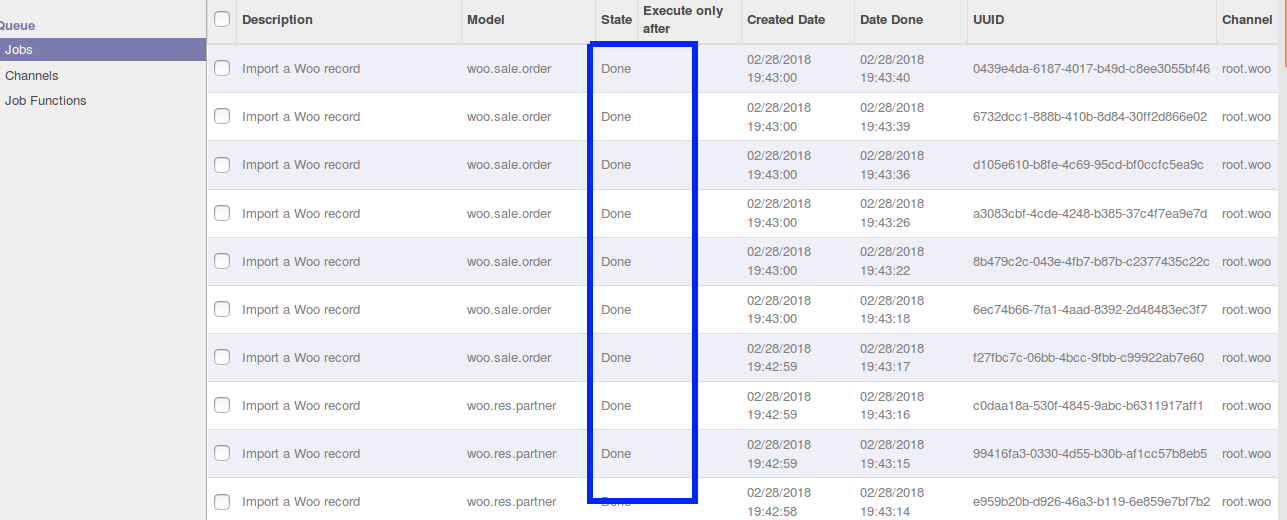 Queue
Jobs
Channels
Job Functions
Description Model State Execute only after Created Date Date Done UUID Channel
Import a Woo record woo.sale.order Done 02/28/2018 19:43:00 02/28/2018 19:43:40 0439e4da-6187-4017-b49d-c8ee3055bf46 root.woo
Import a Woo record woo.sale.order Done 02/28/2018 19:43:00 02/28/2018 19:43:39 6732dcc1-888b-410b-8d84-30ff2d866e02 root.woo
Import a Woo record woo.sale.order Done 02/28/2018 19:43:00 02/28/2018 19:43:36 d105e610-b8fe-4c69-95cd-bf0ccfc5ea9c root.woo
Import a Woo record woo.sale.order Done 02/28/2018 19:43:00 02/28/2018 19:43:26 a3083cbf-4cde-4248-b385-37c4f7ea9e7d root.woo
Import a Woo record woo.sale.order Done 02/28/2018 19:43:00 02/28/2018 19:43:22 8b479c2c-043e-4fb7-b87b-c2377435c22c root.woo
Import a Woo record woo.sale.order Done 02/28/2018 19:43:00 02/28/2018 19:43:18 6ec74b66-7fa1-4aad-8392-2d48483ec3f7 root.woo
Import a Woo record woo.sale.order Done 02/28/2018 19:42:59 02/28/2018 19:43:17 f27fbc7c-06bb-4bcc-9fbb-c99922ab7e60 root.woo
Import a Woo record woo.res.partner Done 02/28/2018 19:42:59 02/28/2018 19:43:16 c0daa18a-530f-4845-9abc-b6311917aff1 root.woo
Import a Woo record woo.res.partner Done 02/28/2018 19:42:59 02/28/2018 19:43:15 99416fa3-0330-4d55-b30b-af1cc57b8eb5 root.woo
Import a Woo record woo.res.partner Done 02/28/2018 19:42:58 02/28/2018 19:43:14 e959b20b-d926-46a3-b119-6e859e7bf7b2 root.woo